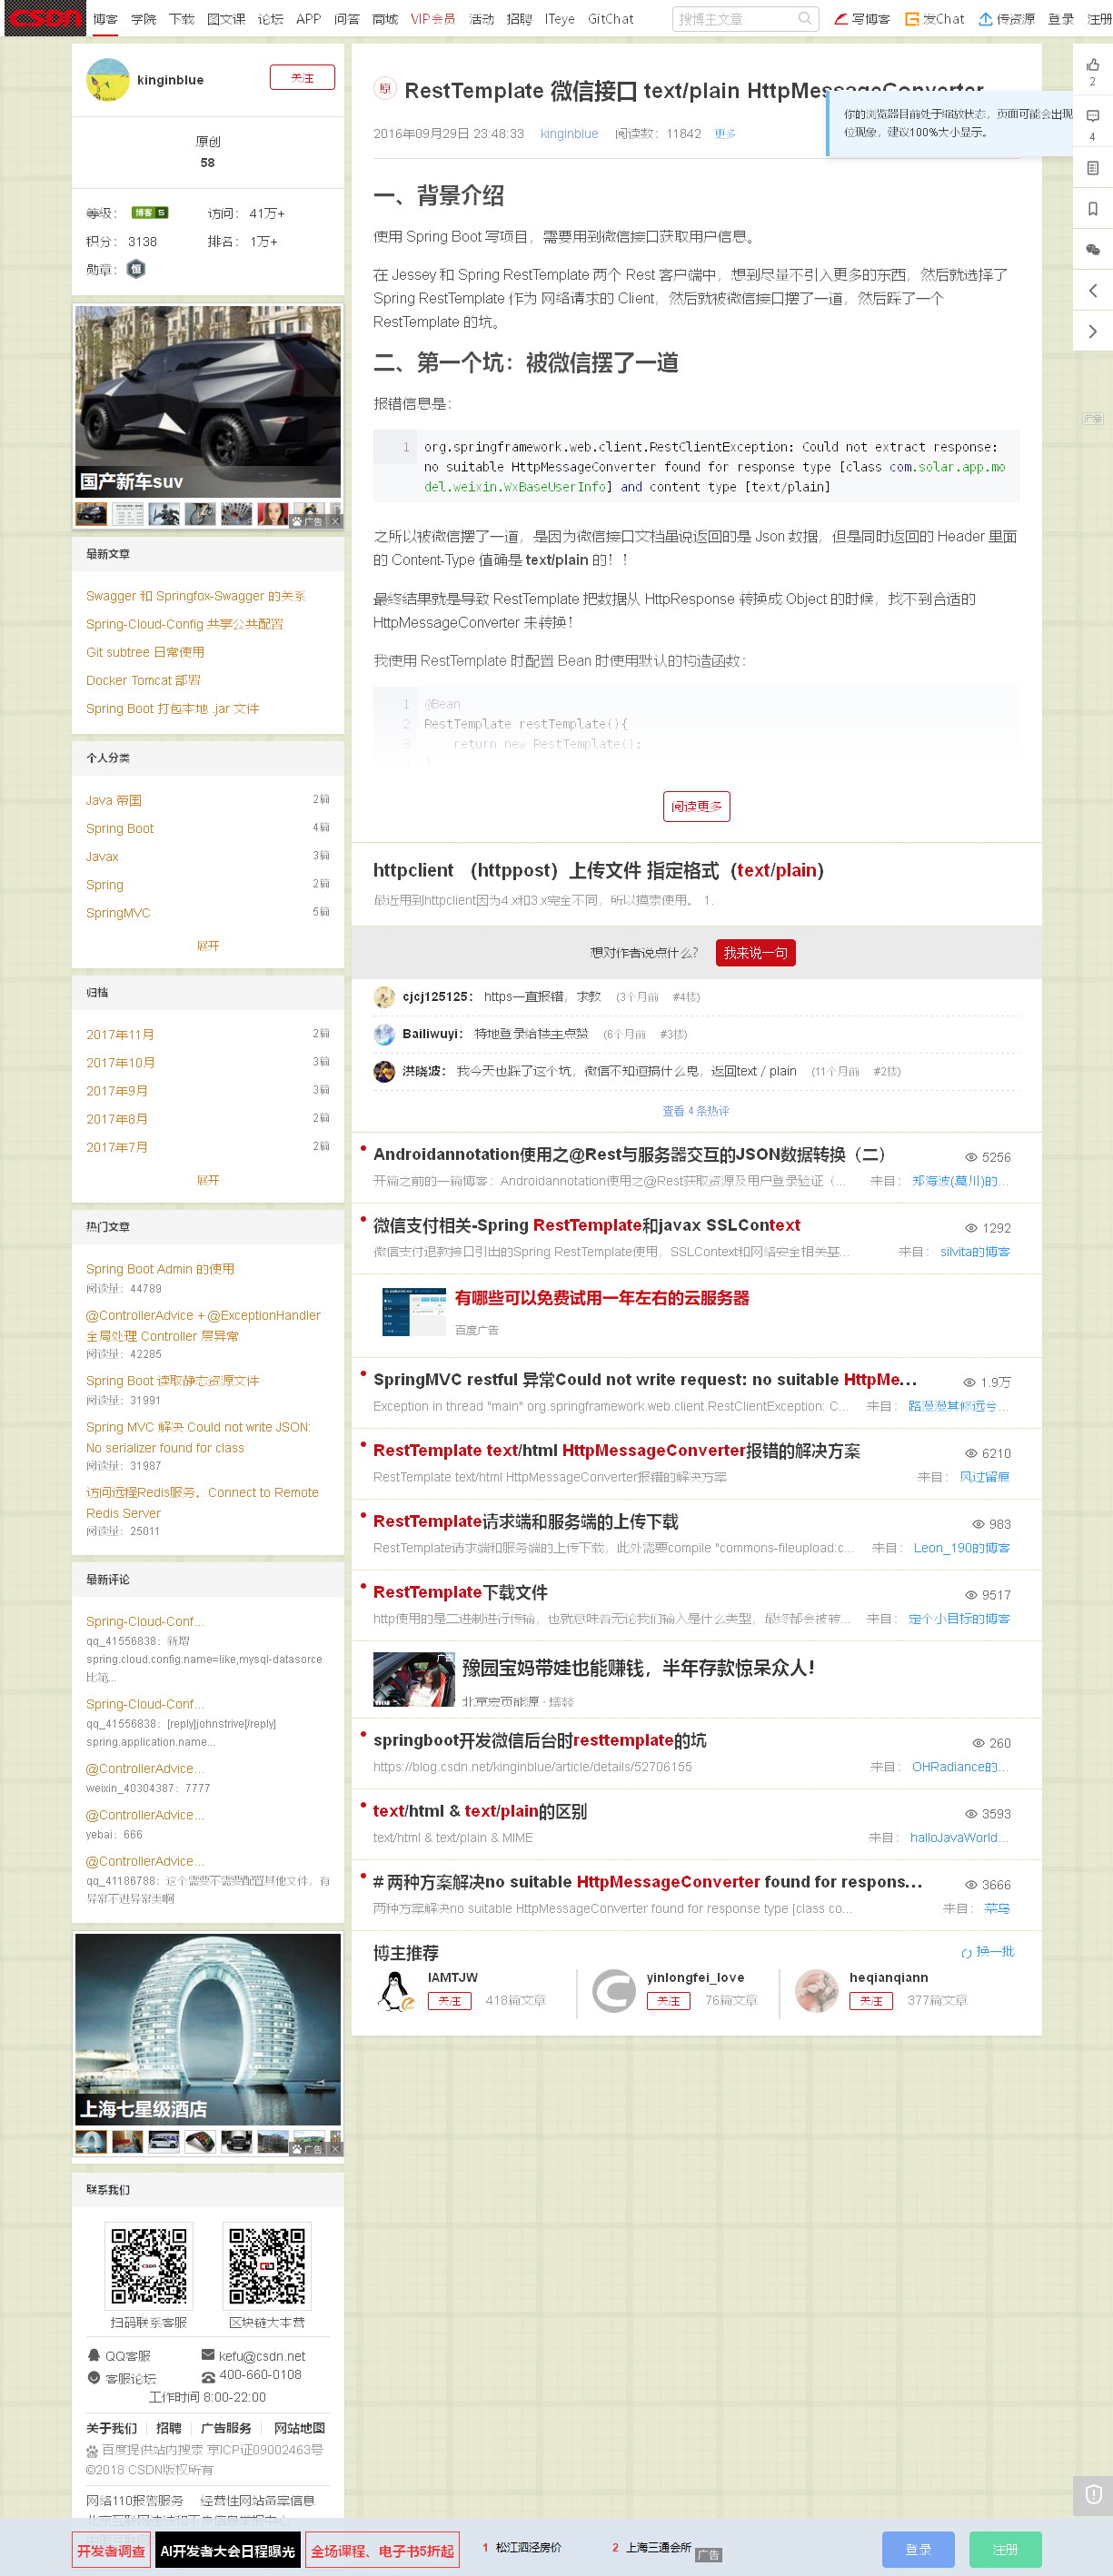 CSDN 博客 学院 下载 图文课 论坛 APP 问答 商城 VIP会员 活动 招聘 ITeye GitChat 搜博主文章 写博客 发Chat 传资源 登录 注册
kinginblue 关注
原创
58
等级： 博客 5 访问： 41万+
积分： 3138 排名： 1万+
勋章： 恒
国产新车suv
广告
最新文章
Swagger 和 Springfox-Swagger 的关系
Spring-Cloud-Config 共享公共配置
Git subtree 日常使用
Docker Tomcat 部署
Spring Boot 打包本地 .jar 文件
个人分类
Java 帝国 2篇
Spring Boot 4篇
Javax 3篇
Spring 2篇
SpringMVC 5篇
展开
归档
2017年11月 2篇
2017年10月 3篇
2017年9月 3篇
2017年8月 2篇
2017年7月 2篇
展开
热门文章
Spring Boot Admin 的使用
阅读量：44789
@ControllerAdvice + @ExceptionHandler
全局处理 Controller 层异常
阅读量：42285
Spring Boot 读取静态资源文件
阅读量：31991
Spring MVC 解决 Could not write JSON:
No serializer found for class
阅读量：31987
访问远程Redis服务。Connect to Remote
Redis Server
阅读量：25011
最新评论
Spring-Cloud-Conf...
qq_41556838：新增
spring.cloud.config.name=like,mysql-datasorce
比第...
Spring-Cloud-Conf...
qq_41556838：[reply]johnstrive[/reply]
spring.application.name...
@ControllerAdvice...
weixin_40304387：7777
@ControllerAdvice...
yebai：666
@ControllerAdvice...
qq_41186788：这个需要不需要配置其他文件，有
异常不进异常类啊
上海七星级酒店
广告
联系我们
扫码联系客服 区块链大本营
QQ客服 kefu@csdn.net
客服论坛 400-660-0108
工作时间 8:00-22:00
关于我们 招聘 广告服务 网站地图
百度提供站内搜索 京ICP证09002463号
©2018 CSDN版权所有
网络110报警服务 经营性网站备案信息
北京互联网违法和不良信息举报中心
原 RestTemplate 微信接口 text/plain HttpMessageConverter
2016年09月29日 23:48:33 kinginblue 阅读数：11842 更多
你的浏览器目前处于缩放状态，页面可能会出现
位现象，建议100%大小显示。
2
4
广告
一、背景介绍
使用 Spring Boot 写项目，需要用到微信接口获取用户信息。
在 Jessey 和 Spring RestTemplate 两个 Rest 客户端中，想到尽量不引入更多的东西，然后就选择了
Spring RestTemplate 作为 网络请求的 Client，然后就被微信接口摆了一道，然后踩了一个
RestTemplate 的坑。
二、第一个坑：被微信摆了一道
报错信息是：
1 org.springframework.web.client.RestClientException: Could not extract response:
no suitable HttpMessageConverter found for response type [class com.solar.app.mo
del.weixin.WxBaseUserInfo] and content type [text/plain]
之所以被微信摆了一道，是因为微信接口文档虽说返回的是 Json 数据，但是同时返回的 Header 里面
的 Content-Type 值确是 text/plain 的！！
最终结果就是导致 RestTemplate 把数据从 HttpResponse 转换成 Object 的时候，找不到合适的
HttpMessageConverter 来转换！
我使用 RestTemplate 时配置 Bean 时使用默认的构造函数：
1 @Bean
2 RestTemplate restTemplate(){
3 return new RestTemplate();
4 }
阅读更多
httpclient （httppost）上传文件 指定格式（text/plain）
最近用到httpclient因为4.x和3.x完全不同，所以摸索使用。 1.
想对作者说点什么？ 我来说一句
cjcj125125： https一直报错，求教 (3个月前 #4楼)
Bailiwuyi： 特地登录给楼主点赞 (6个月前 #3楼)
洪晓波： 我今天也踩了这个坑，微信不知道搞什么鬼，返回text / plain (11个月前 #2楼)
查看 4 条热评
Androidannotation使用之@Rest与服务器交互的JSON数据转换（二） 5256
开篇之前的一篇博客：Androidannotation使用之@Rest获取资源及用户登录验证（... 来自： 郑海波(莫川)的...
微信支付相关-Spring RestTemplate和javax SSLContext 1292
微信支付退款接口引出的Spring RestTemplate使用，SSLContext和网络安全相关基... 来自： silvita的博客
有哪些可以免费试用一年左右的云服务器
百度广告
SpringMVC restful 异常Could not write request: no suitable HttpMe... 1.9万
Exception in thread "main" org.springframework.web.client.RestClientException: C... 来自： 路漫漫其修远兮...
RestTemplate text/html HttpMessageConverter报错的解决方案 6210
RestTemplate text/html HttpMessageConverter报错的解决方案 来自： 风过留痕
RestTemplate请求端和服务端的上传下载 983
RestTemplate请求端和服务端的上传下载，此外需要compile "commons-fileupload:c... 来自： Leon_190的博客
RestTemplate下载文件 9517
http使用的是二进制进行传输，也就意味着无论我们输入是什么类型，最终都会被转... 来自： 定个小目标的博客
广告
豫园宝妈带娃也能赚钱，半年存款惊呆众人!
springboot开发微信后台时resttemplate的坑 260
https://blog.csdn.net/kinginblue/article/details/52706155 来自： OHRadiance的...
text/html & text/plain的区别 3593
text/html & text/plain & MIME 来自： halloJavaWorld...
# 两种方案解决no suitable HttpMessageConverter found for respons... 3666
两种方案解决no suitable HttpMessageConverter found for response type [class co... 来自： 菜鸟
博主推荐 换一批
IAMTJW
关注 418篇文章
yinlongfei_love
关注 76篇文章
heqianqiann
关注 377篇文章
开发者调查 AI开发者大会日程曝光 全场课程、电子书5折起 1 松江泗泾房价 2 上海三通会所 广告 登录 注册